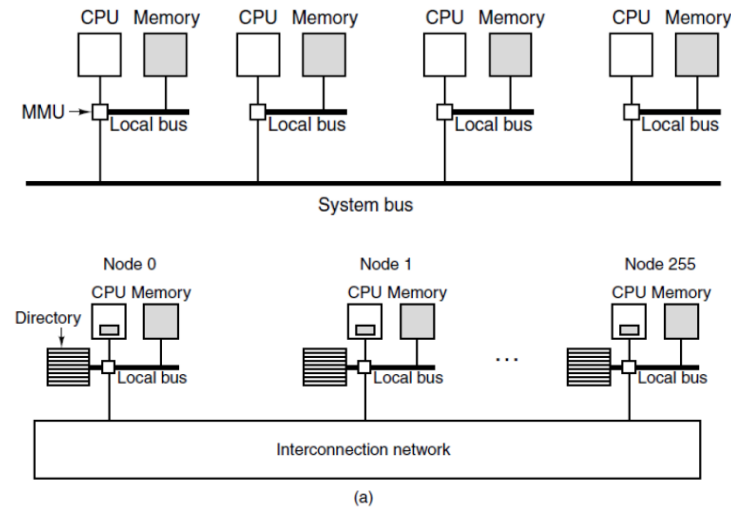 CPU Memory CPU Memory CPU Memory CPU Memory
MMU
Local bus Local bus Local bus Local bus
System bus
Node 0 Node 1 Node 255
CPU Memory CPU Memory CPU Memory
Directory
...
Local bus Local bus Local bus
Interconnection network
(a)